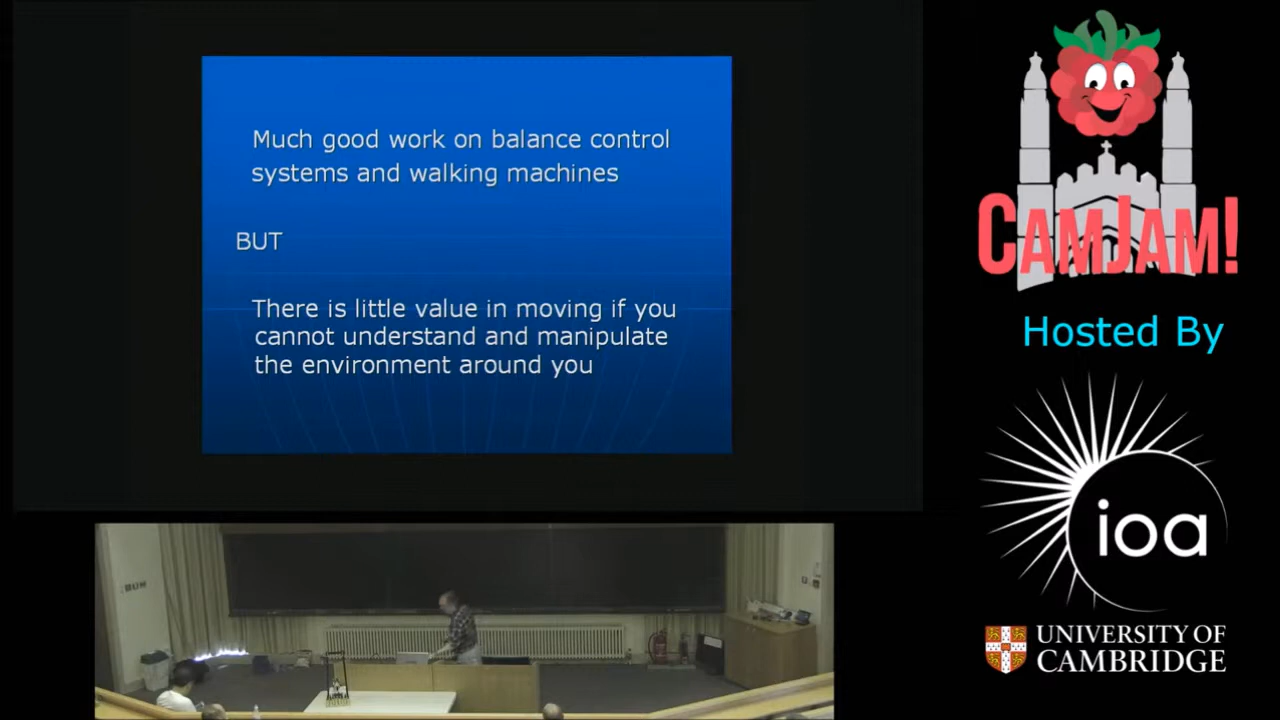 Much good work on balance control
systems and walking machines
BUT
There is little value in moving if you
cannot understand and manipulate
the environment around you
CAMJAM!
Hosted By
ioa
UNIVERSITY OF
CAMBRIDGE